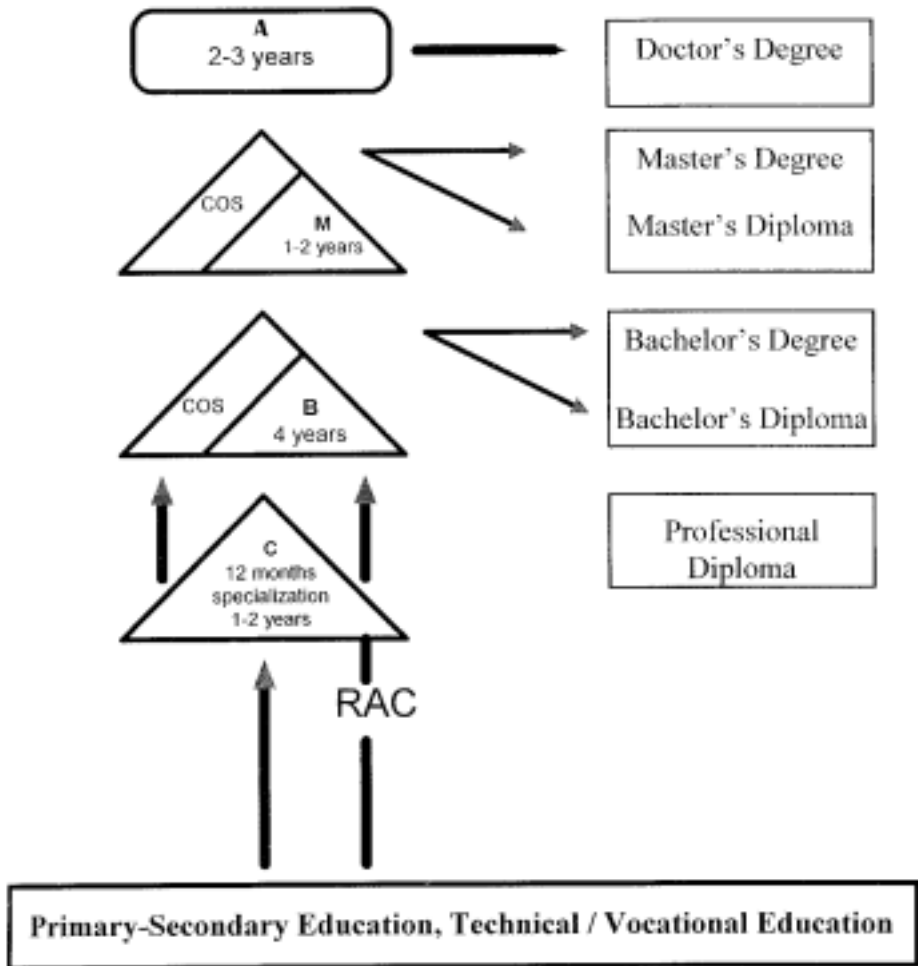 A
2-3 years
Doctor's Degree
COS
M
1-2 years
Master's Degree
Master's Diploma
COS
B
4 years
Bachelor's Degree
Bachelor's Diploma
C
12 months
specialization
1-2 years
Professional
Diploma
RAC
Primary-Secondary Education, Technical / Vocational Education